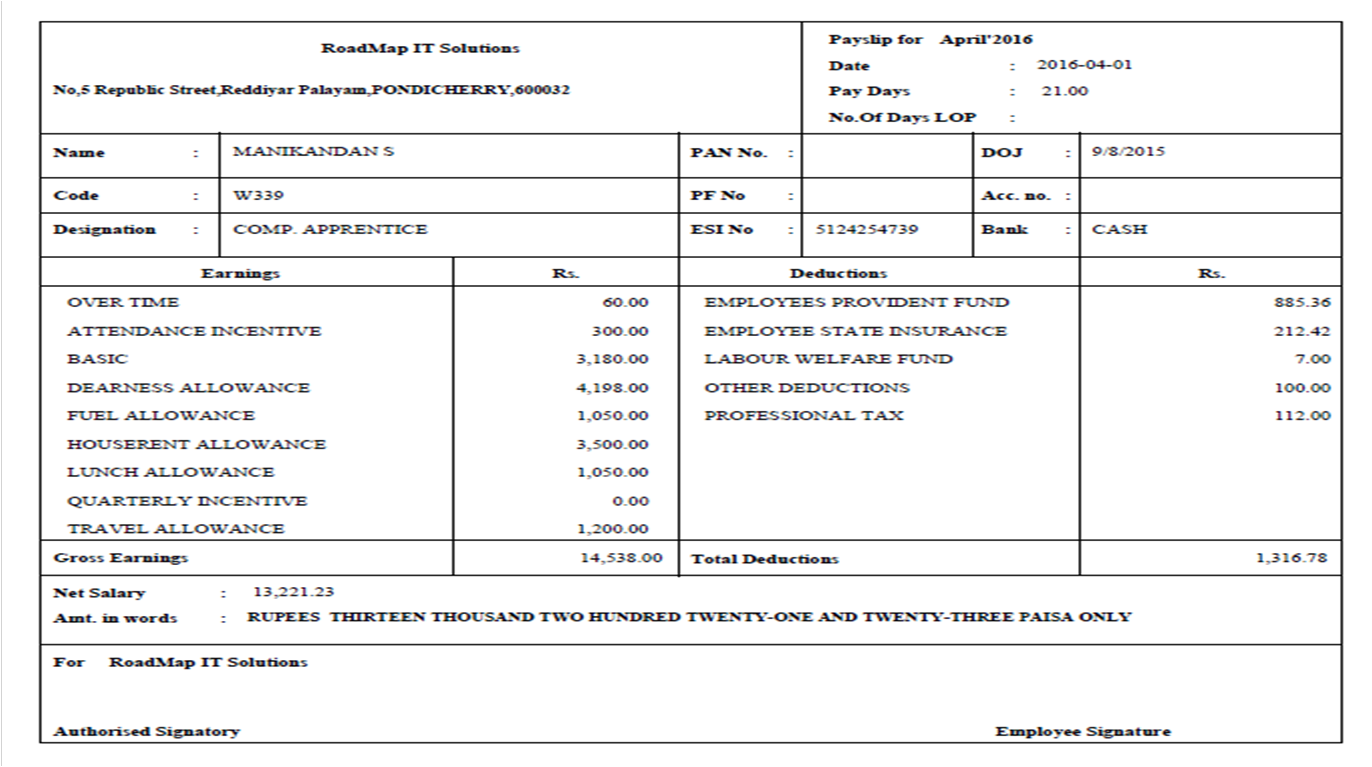 RoadMap IT Solutions
No,5 Republic Street,Reddiyar Palayam,PONDICHERRY,600032
Payslip for April'2016
Date : 2016-04-01
Pay Days : 21.00
No.Of Days LOP :
Name : MANIKANDAN S PAN No. : DOJ : 9/8/2015
Code : W339 PF No : Acc. no. :
Designation : COMP. APPRENTICE ESI No : 5124254739 Bank : CASH
Earnings Rs. Deductions Rs.
OVER TIME 60.00 EMPLOYEES PROVIDENT FUND 885.36
ATTENDANCE INCENTIVE 300.00 EMPLOYEE STATE INSURANCE 212.42
BASIC 3,180.00 LABOUR WELFARE FUND 7.00
DEARNESS ALLOWANCE 4,198.00 OTHER DEDUCTIONS 100.00
FUEL ALLOWANCE 1,050.00 PROFESSIONAL TAX 112.00
HOUSERENT ALLOWANCE 3,500.00
LUNCH ALLOWANCE 1,050.00
QUARTERLY INCENTIVE 0.00
TRAVEL ALLOWANCE 1,200.00
Gross Earnings 14,538.00 Total Deductions 1,316.78
Net Salary : 13,221.23
Amt. in words : RUPEES THIRTEEN THOUSAND TWO HUNDRED TWENTY-ONE AND TWENTY-THREE PAISA ONLY
For RoadMap IT Solutions
Authorised Signatory Employee Signature